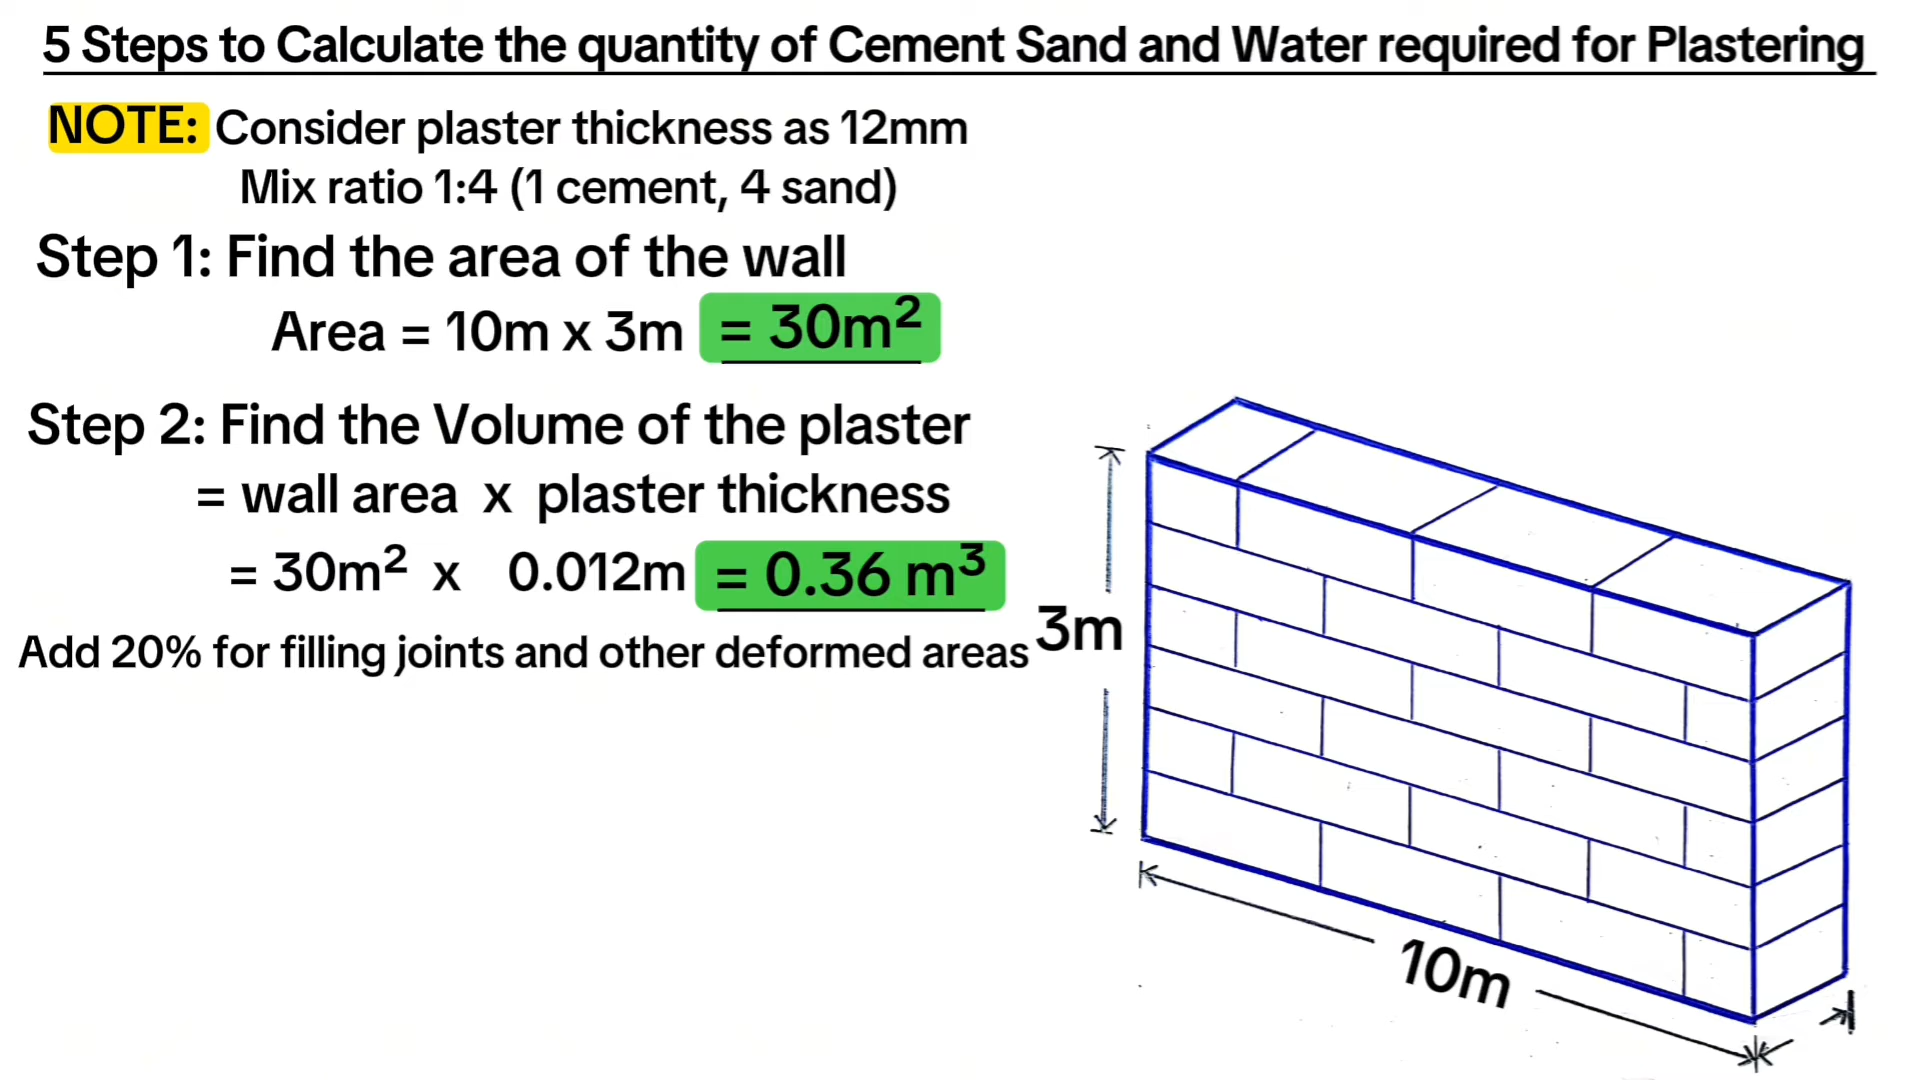 5 Steps to Calculate the quantity of Cement Sand and Water required for Plastering
NOTE: Consider plaster thickness as 12mm
Mix ratio 1:4 (1 cement, 4 sand)
Step 1: Find the area of the wall
Area = 10m x 3m = 30m²
Step 2: Find the Volume of the plaster
= wall area x plaster thickness
= 30m² x 0.012m = 0.36 m³
Add 20% for filling joints and other deformed areas
3m
10m